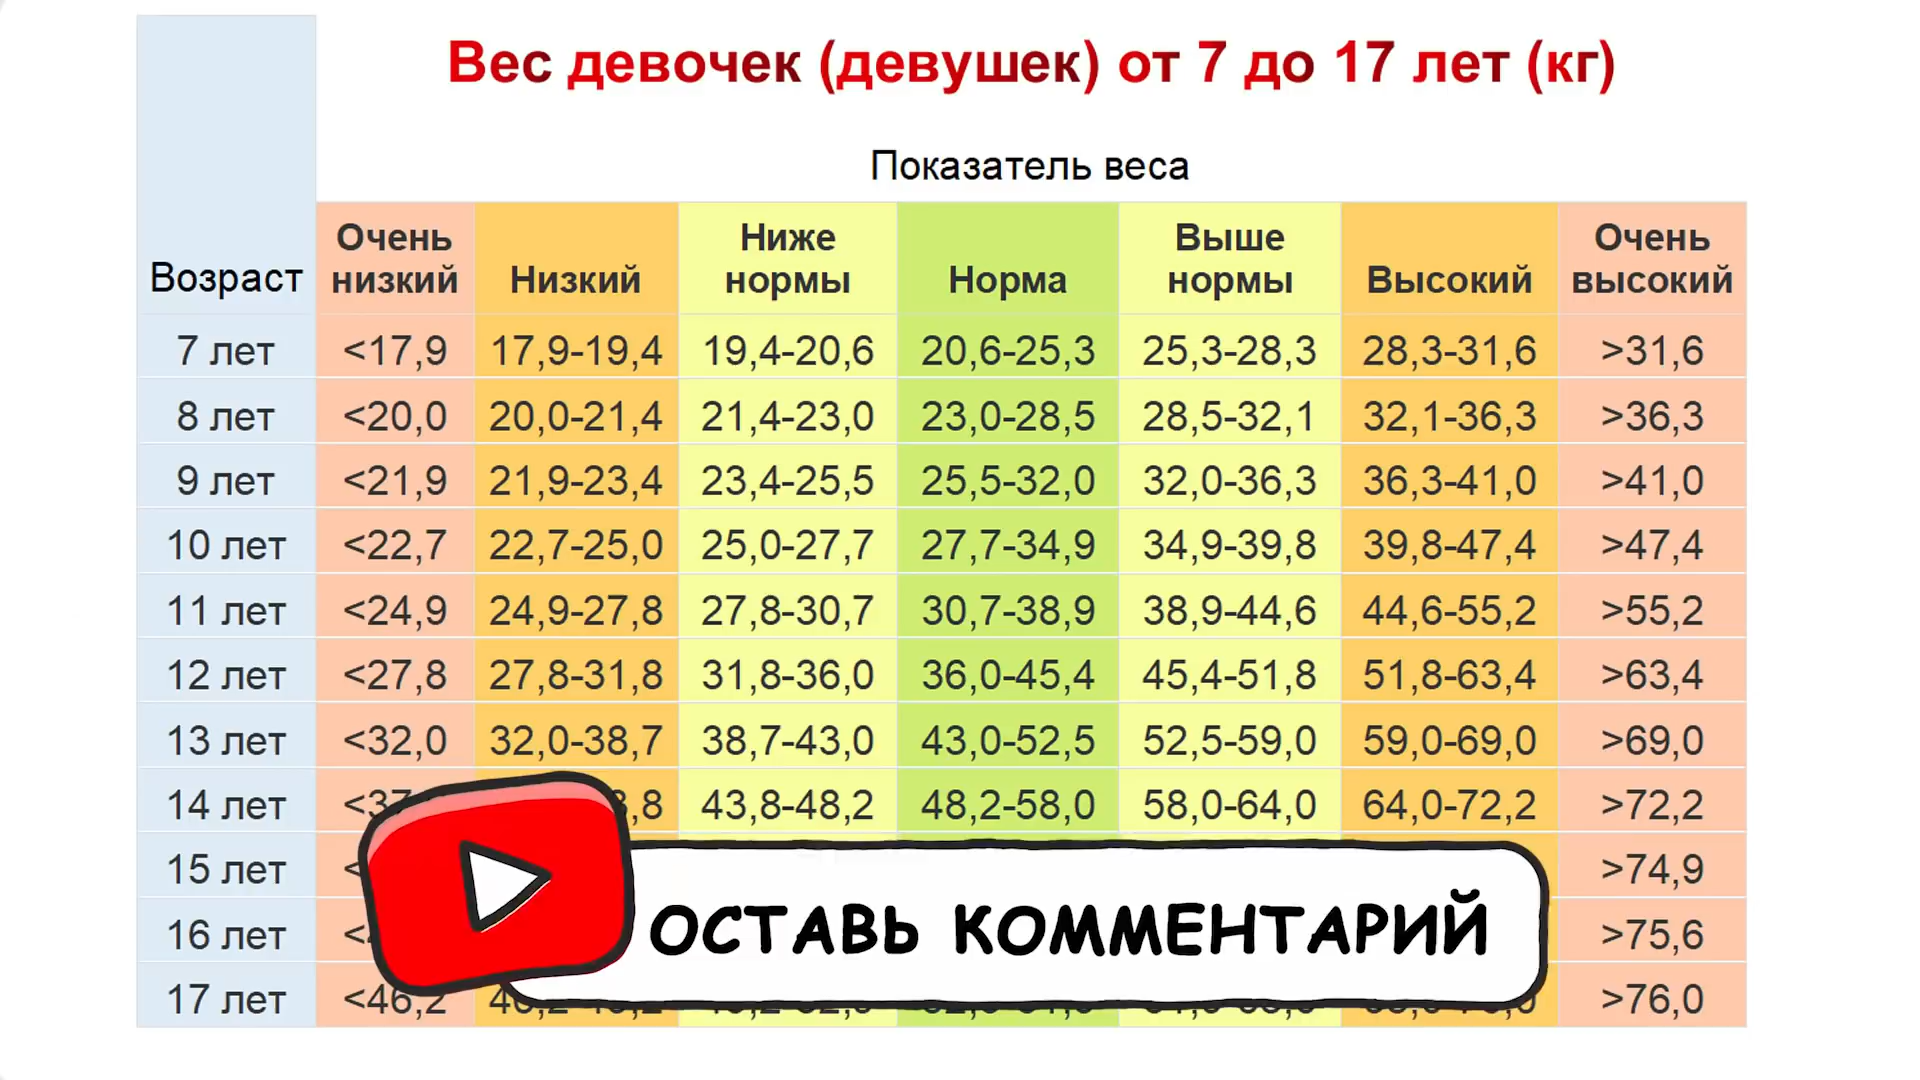 Вес девочек (девушек) от 7 до 17 лет (кг)
Показатель веса
Возраст Очень низкий Низкий Ниже нормы Норма Выше нормы Высокий Очень высокий
7 лет <17,9 17,9-19,4 19,4-20,6 20,6-25,3 25,3-28,3 28,3-31,6 >31,6
8 лет <20,0 20,0-21,4 21,4-23,0 23,0-28,5 28,5-32,1 32,1-36,3 >36,3
9 лет <21,9 21,9-23,4 23,4-25,5 25,5-32,0 32,0-36,3 36,3-41,0 >41,0
10 лет <22,7 22,7-25,0 25,0-27,7 27,7-34,9 34,9-39,8 39,8-47,4 >47,4
11 лет <24,9 24,9-27,8 27,8-30,7 30,7-38,9 38,9-44,6 44,6-55,2 >55,2
12 лет <27,8 27,8-31,8 31,8-36,0 36,0-45,4 45,4-51,8 51,8-63,4 >63,4
13 лет <32,0 32,0-38,7 38,7-43,0 43,0-52,5 52,5-59,0 59,0-69,0 >69,0
14 лет 43,8-48,2 48,2-58,0 58,0-64,0 64,0-72,2 >72,2
15 лет >74,9
16 лет >75,6
17 лет <46,2 >76,0
ОСТАВЬ КОММЕНТАРИЙ